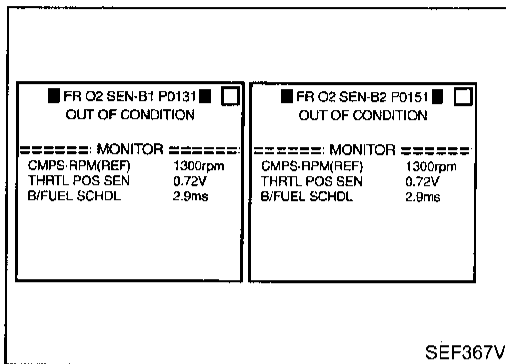 FR O2 SEN-B1 P0131
OUT OF CONDITION
====== MONITOR ======
CMPS·RPM(REF) 1300rpm
THRTL POS SEN 0.72V
B/FUEL SCHDL 2.9ms
FR O2 SEN-B2 P0151
OUT OF CONDITION
====== MONITOR ======
CMPS·RPM(REF) 1300rpm
THRTL POS SEN 0.72V
B/FUEL SCHDL 2.9ms
SEF367V